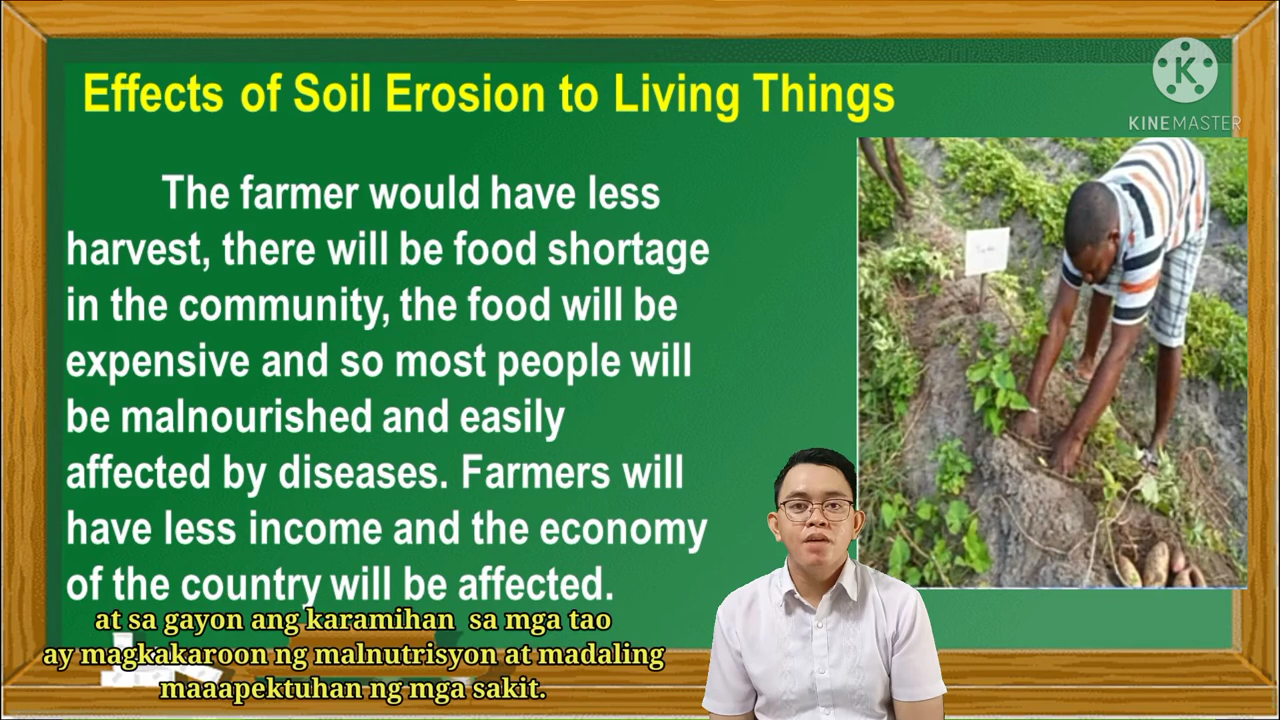 Effects of Soil Erosion to Living Things
K
KINEMASTER
The farmer would have less
harvest, there will be food shortage
in the community, the food will be
expensive and so most people will
be malnourished and easily
affected by diseases. Farmers will
have less income and the economy
of the country will be affected.
at sa gayon ang karamihan sa mga tao
ay magkakaroon ng malnutrisyon at madaling
maaapektuhan ng mga sakit.